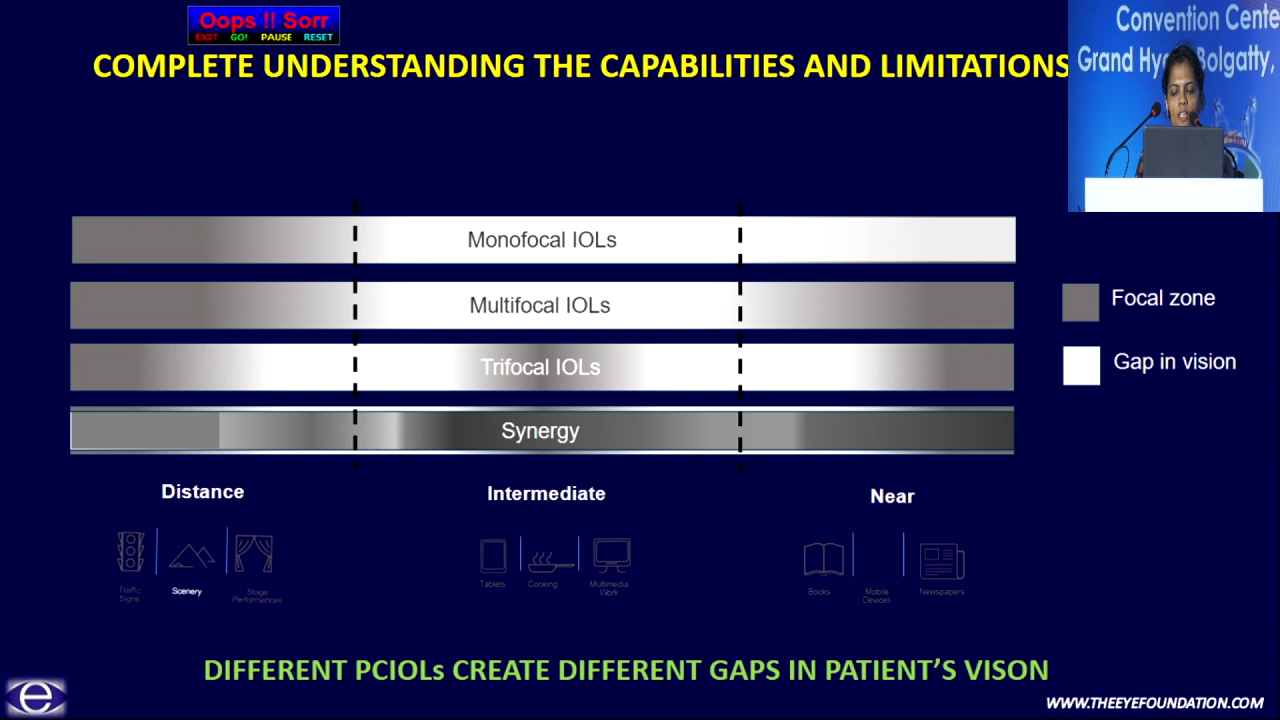 Oops !! Sorr
EXIT GO! PAUSE RESET
COMPLETE UNDERSTANDING THE CAPABILITIES AND LIMITATIONS
Convention Cente
Grand Hy Bolgatty,
Monofocal IOLs
Multifocal IOLs
Trifocal IOLs
Synergy
Focal zone
Gap in vision
Distance
Intermediate
Near
Traffic
Signs
Scenery
Stage
Performances
Tablets
Cooking
Multimedia
Work
Books
Mobile
Devices
Newspapers
DIFFERENT PCIOLs CREATE DIFFERENT GAPS IN PATIENT'S VISON
e
WWW.THEEYEFOUNDATION.COM